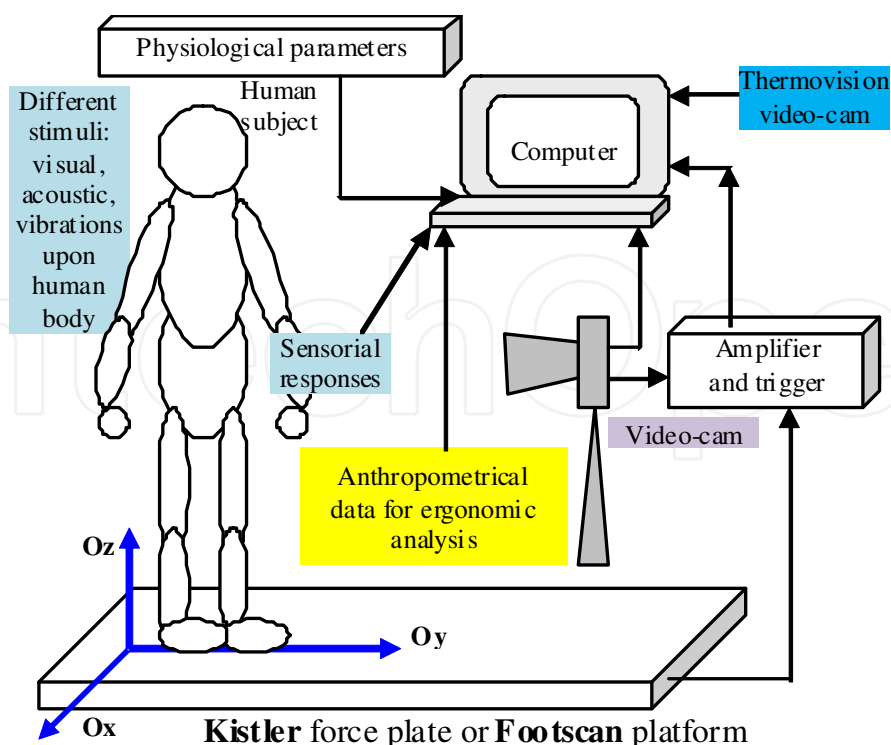 Physiological parameters
Human
subject
Different
stimuli:
visual,
acoustic,
vibrations
upon
human
body
Thermovision
video-cam
Computer
Sensorial
responses
Amplifier
and trigger
Video-cam
Anthropometrical
data for ergonomic
analysis
Oz
Oy
Ox
Kistler force plate or Footscan platform